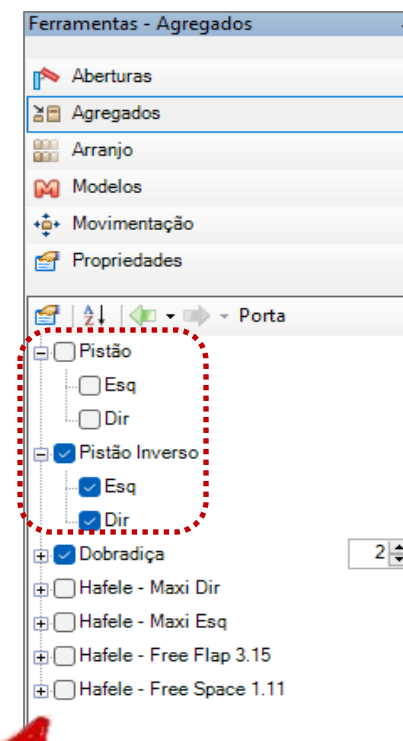 Ferramentas - Agregados
Aberturas
Agregados
Arranjo
Modelos
Movimentação
Propriedades
Porta
Pistão
Esq
Dir
Pistão Inverso
Esq
Dir
Dobradiça 2
Hafele - Maxi Dir
Hafele - Maxi Esq
Hafele - Free Flap 3.15
Hafele - Free Space 1.11